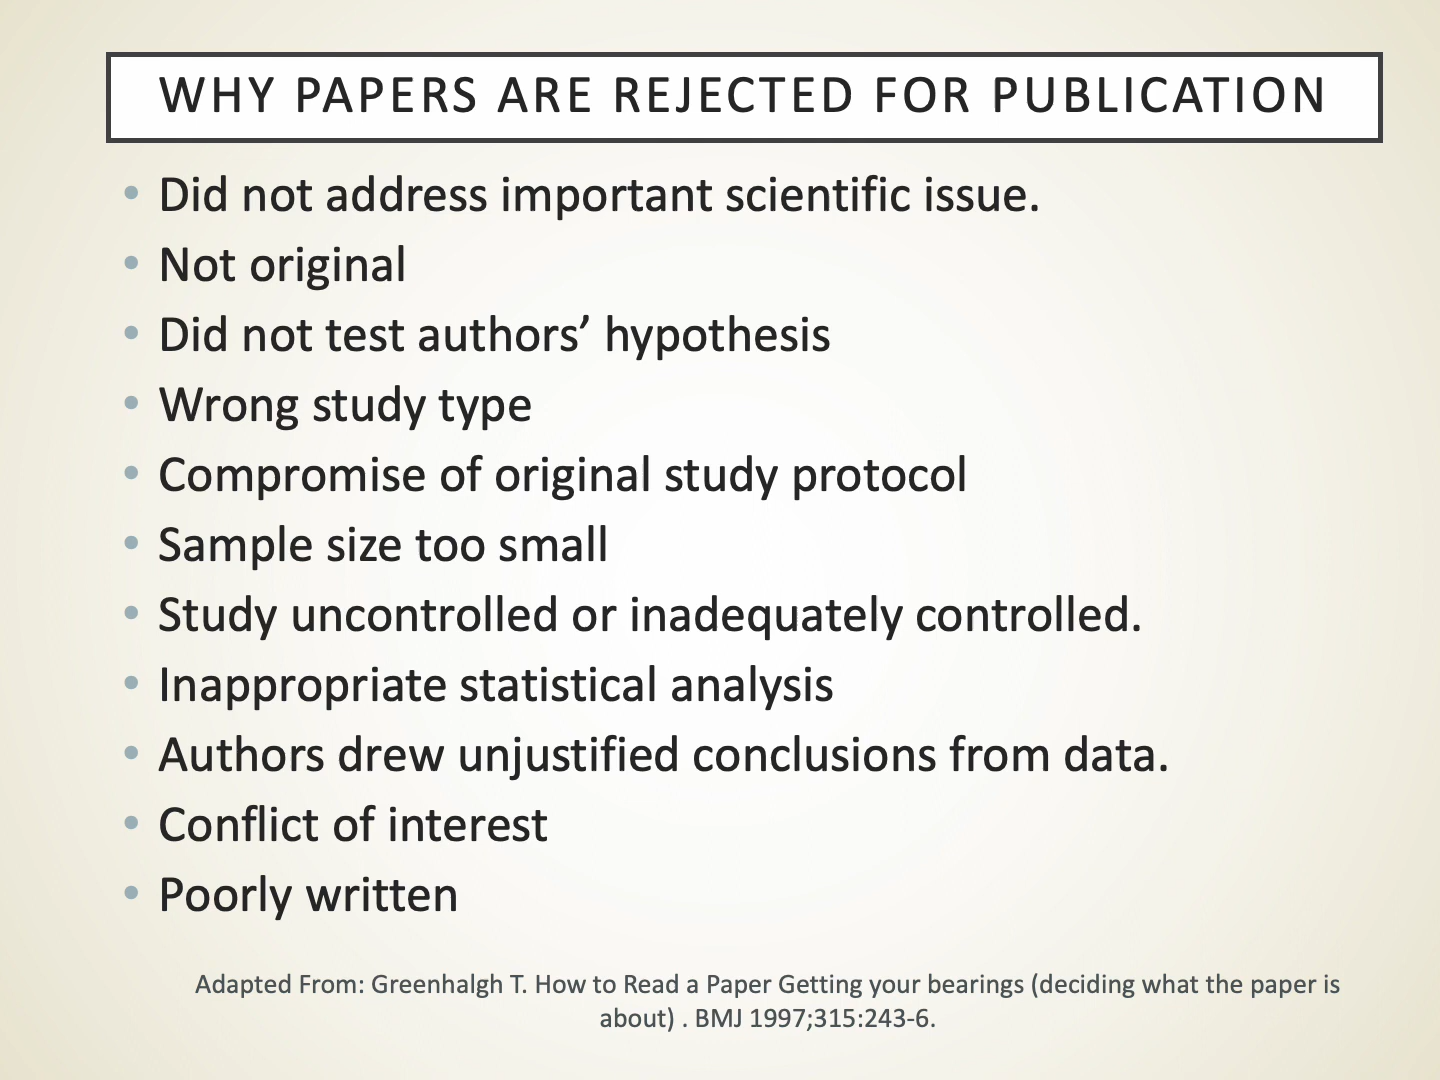 WHY PAPERS ARE REJECTED FOR PUBLICATION
• Did not address important scientific issue.
• Not original
• Did not test authors’ hypothesis
• Wrong study type
• Compromise of original study protocol
• Sample size too small
• Study uncontrolled or inadequately controlled.
• Inappropriate statistical analysis
• Authors drew unjustified conclusions from data.
• Conflict of interest
• Poorly written
Adapted From: Greenhalgh T. How to Read a Paper Getting your bearings (deciding what the paper is
about) . BMJ 1997;315:243-6.